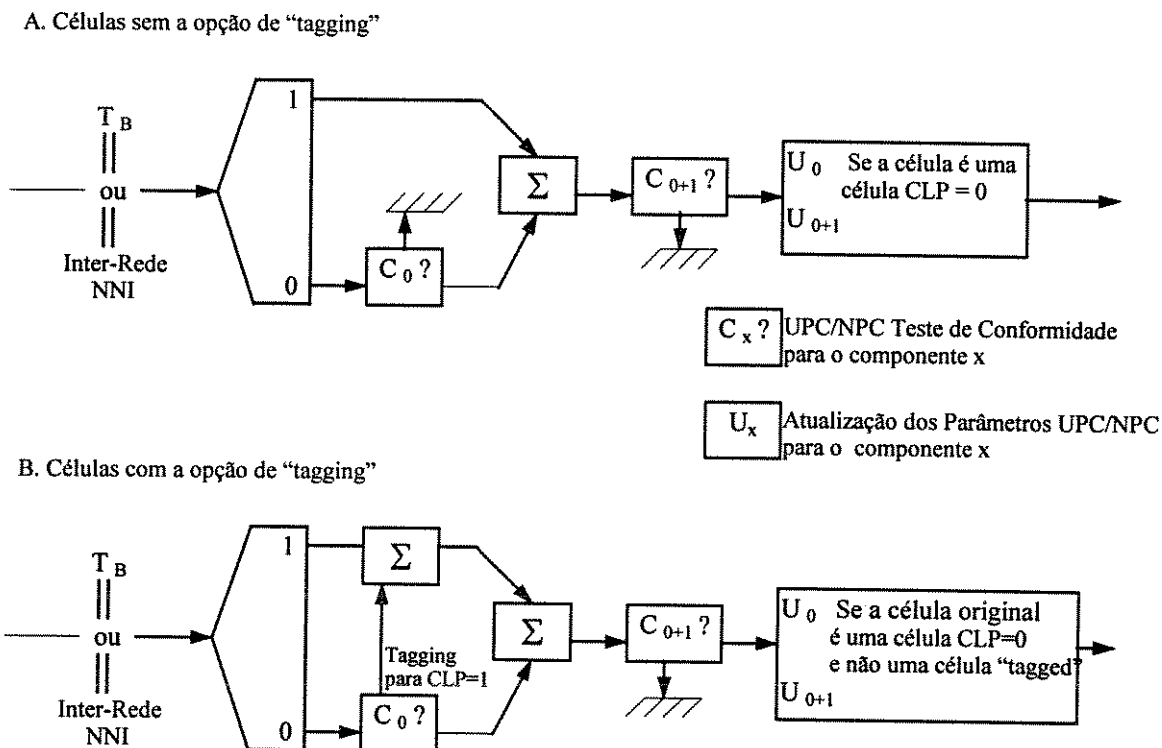 A. Células sem a opção de “tagging”
T B
ou
Inter-Rede
NNI
1
0
C 0 ?
Σ
C 0+1 ?
U 0 Se a célula é uma
célula CLP = 0
U 0+1
C x ? UPC/NPC Teste de Conformidade
para o componente x
U x Atualização dos Parâmetros UPC/NPC
para o componente x
B. Células com a opção de “tagging”
T B
ou
Inter-Rede
NNI
1
0
Σ
Tagging
para CLP=1
C 0 ?
Σ
C 0+1 ?
U 0 Se a célula original
é uma célula CLP=0
e não uma célula “tagged”
U 0+1